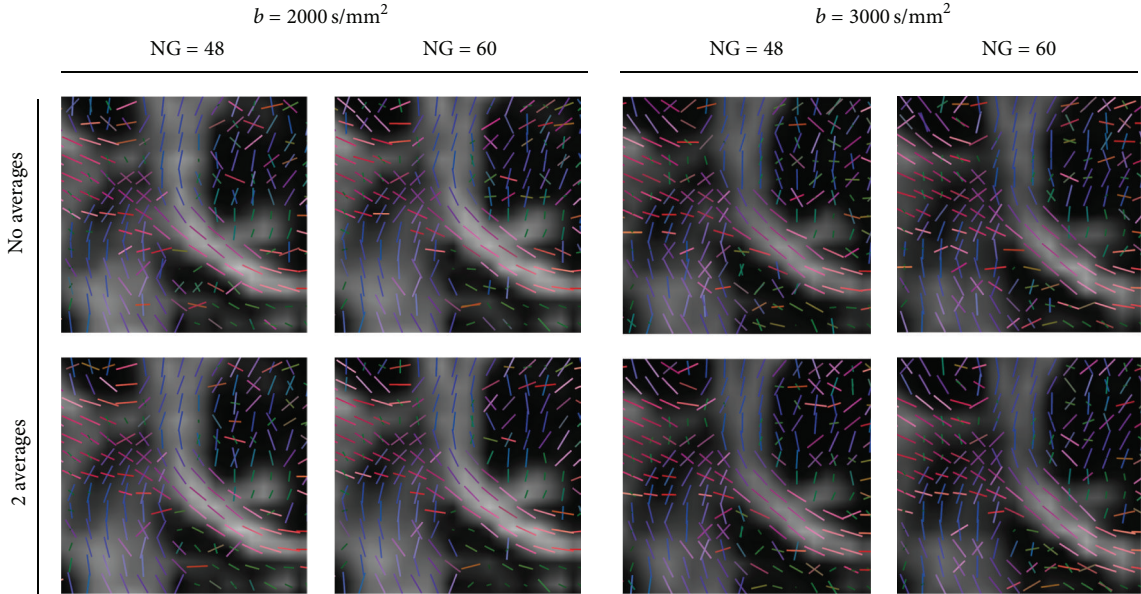 b = 2000 s/mm²
b = 3000 s/mm²
NG = 48
NG = 60
NG = 48
NG = 60
No averages
2 averages